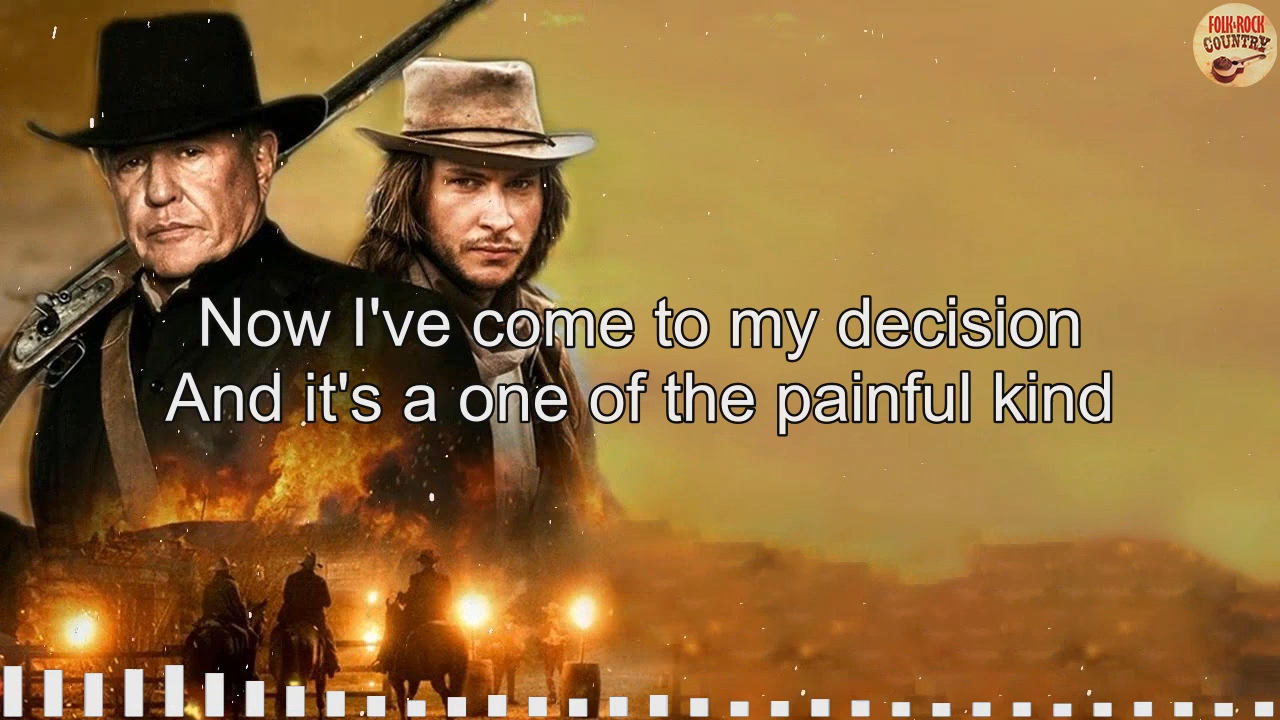 FOLK & ROCK
COUNTRY
Now I've come to my decision
And it's a one of the painful kind